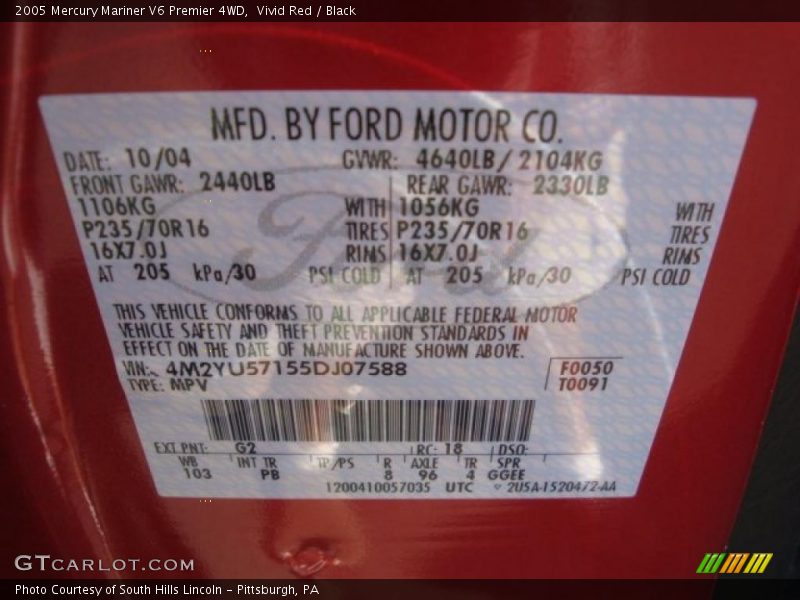 2005 Mercury Mariner V6 Premier 4WD,  Vivid Red / Black
MFD. BY FORD MOTOR CO.
DATE: 10/04 GVWR: 4640LB/ 2104KG
FRONT GAWR: 2440LB REAR GAWR: 2330LB
1106KG WITH 1056KG WITH
P235/70R16 TIRES P235/70R16 TIRES
16X7.0J RIMS 16X7.0J RIMS
AT 205 kPa/30 PSI COLD AT 205 kPa/30 PSI COLD
THIS VEHICLE CONFORMS TO ALL APPLICABLE FEDERAL MOTOR
VEHICLE SAFETY AND THEFT PREVENTION STANDARDS IN
EFFECT ON THE DATE OF MANUFACTURE SHOWN ABOVE.
VIN: 4M2YU57155DJ07588 F0050
TYPE: MPV T0091
EXT PNT: G2 RC: 18 DSO:
WB INT TR TP/PS R AXLE TR SPR
103 PB 8 96 4 GGEE
1200410057035 UTC 2U5A-1520472-AA
GTCARLOT.COM
Photo Courtesy of South Hills Lincoln - Pittsburgh, PA